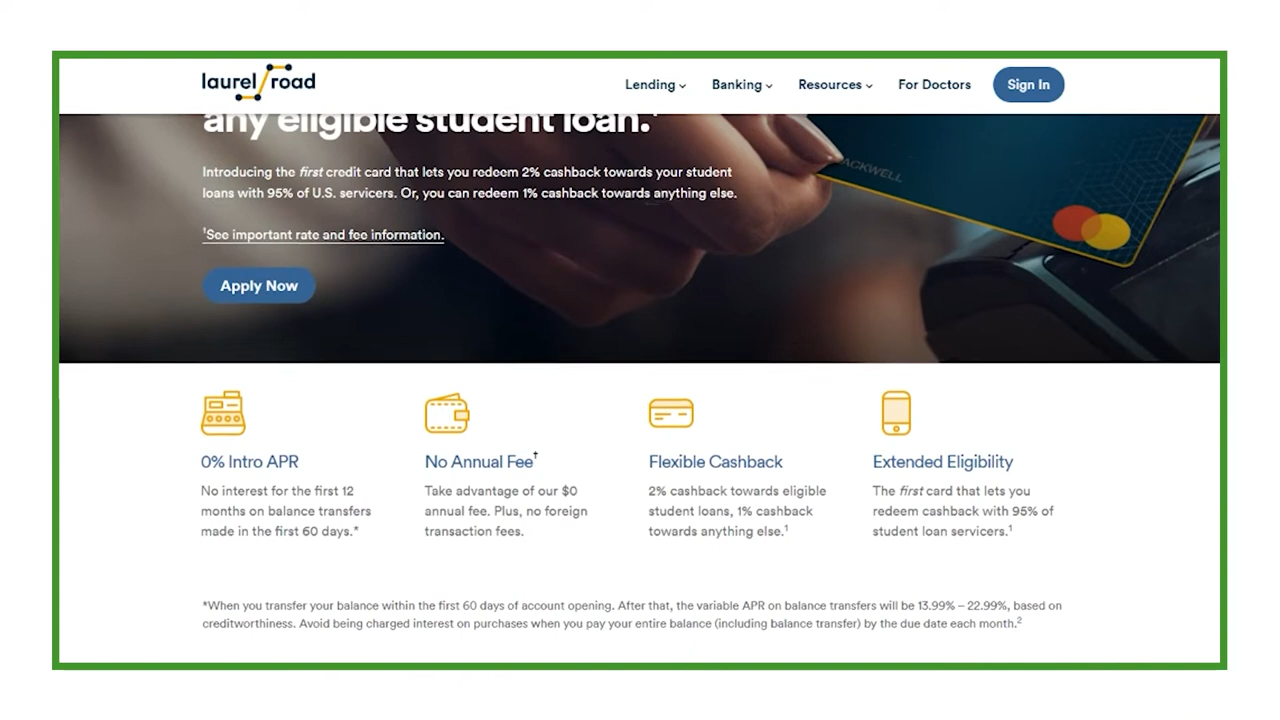 laurel road
Lending
Banking
Resources
For Doctors
Sign In
any eligible student loan.¹
Introducing the first credit card that lets you redeem 2% cashback towards your student
loans with 95% of U.S. servicers. Or, you can redeem 1% cashback towards anything else.
†See important rate and fee information.
Apply Now
ACKWELL
0% Intro APR
No interest for the first 12
months on balance transfers
made in the first 60 days.*
No Annual Fee†
Take advantage of our $0
annual fee. Plus, no foreign
transaction fees.
Flexible Cashback
2% cashback towards eligible
student loans, 1% cashback
towards anything else.¹
Extended Eligibility
The first card that lets you
redeem cashback with 95% of
student loan servicers.¹
*When you transfer your balance within the first 60 days of account opening. After that, the variable APR on balance transfers will be 13.99% – 22.99%, based on
creditworthiness. Avoid being charged interest on purchases when you pay your entire balance (including balance transfer) by the due date each month.²